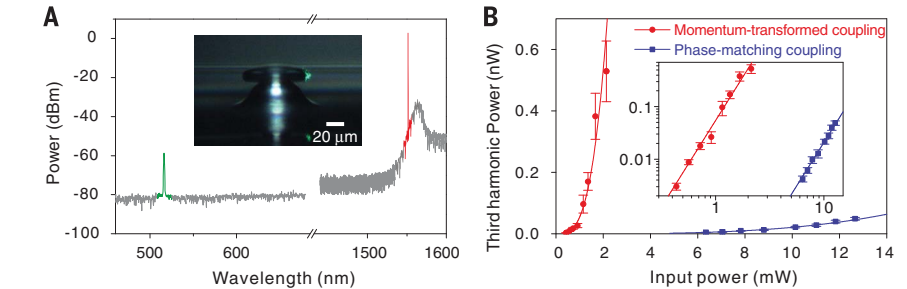 A
Power (dBm)
0
-20
-40
-60
-80
-100
20 μm
500
600
1500
1600
Wavelength (nm)
B
Third harmonic Power (nW)
0.6
0.4
0.2
0.0
Momentum-transformed coupling
Phase-matching coupling
0.1
0.01
1
10
0
2
4
6
8
10
12
14
Input power (mW)